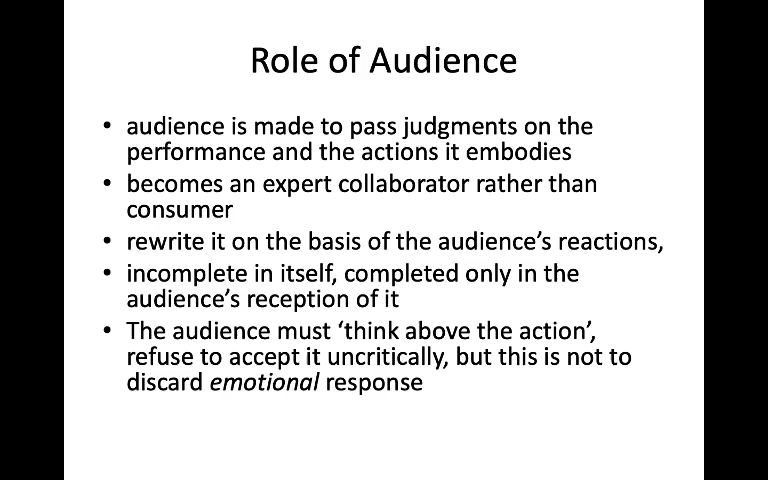 Role of Audience
• audience is made to pass judgments on the
performance and the actions it embodies
• becomes an expert collaborator rather than
consumer
• rewrite it on the basis of the audience’s reactions,
• incomplete in itself, completed only in the
audience’s reception of it
• The audience must ‘think above the action’,
refuse to accept it uncritically, but this is not to
discard emotional response